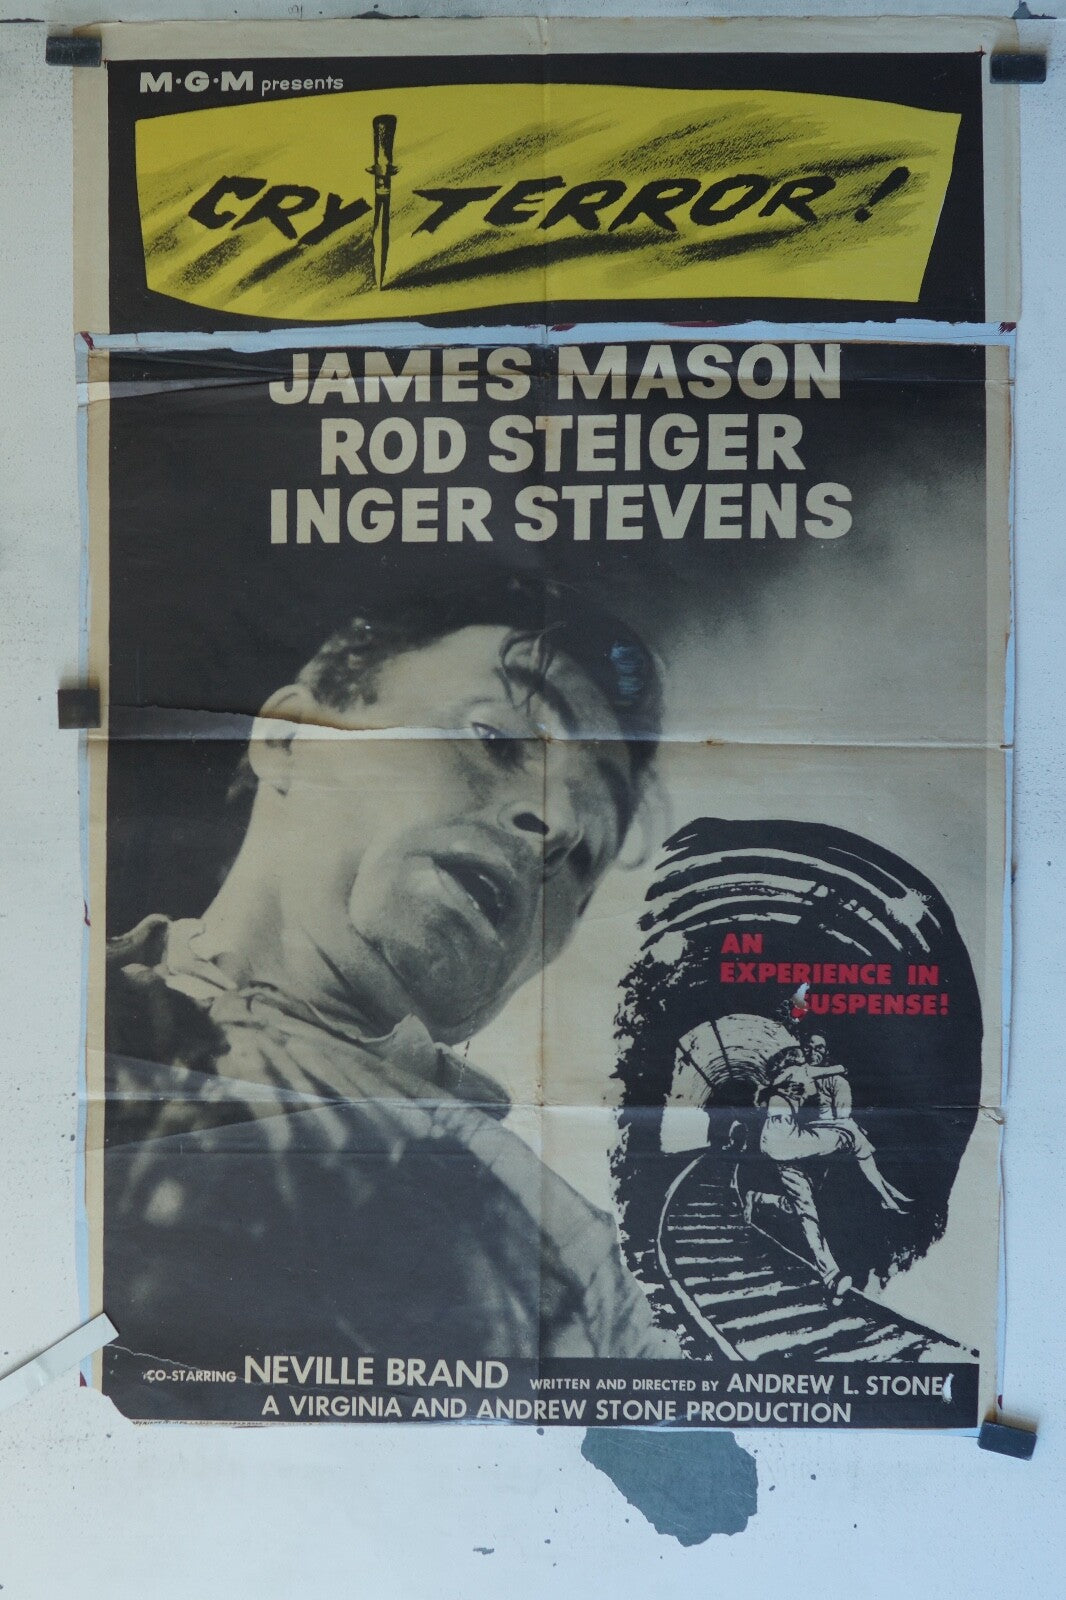 M·G·M presents
CRY TERROR!
JAMES MASON
ROD STEIGER
INGER STEVENS
AN
EXPERIENCE IN
SUSPENSE!
CO-STARRING NEVILLE BRAND WRITTEN AND DIRECTED BY ANDREW L. STONE
A VIRGINIA AND ANDREW STONE PRODUCTION